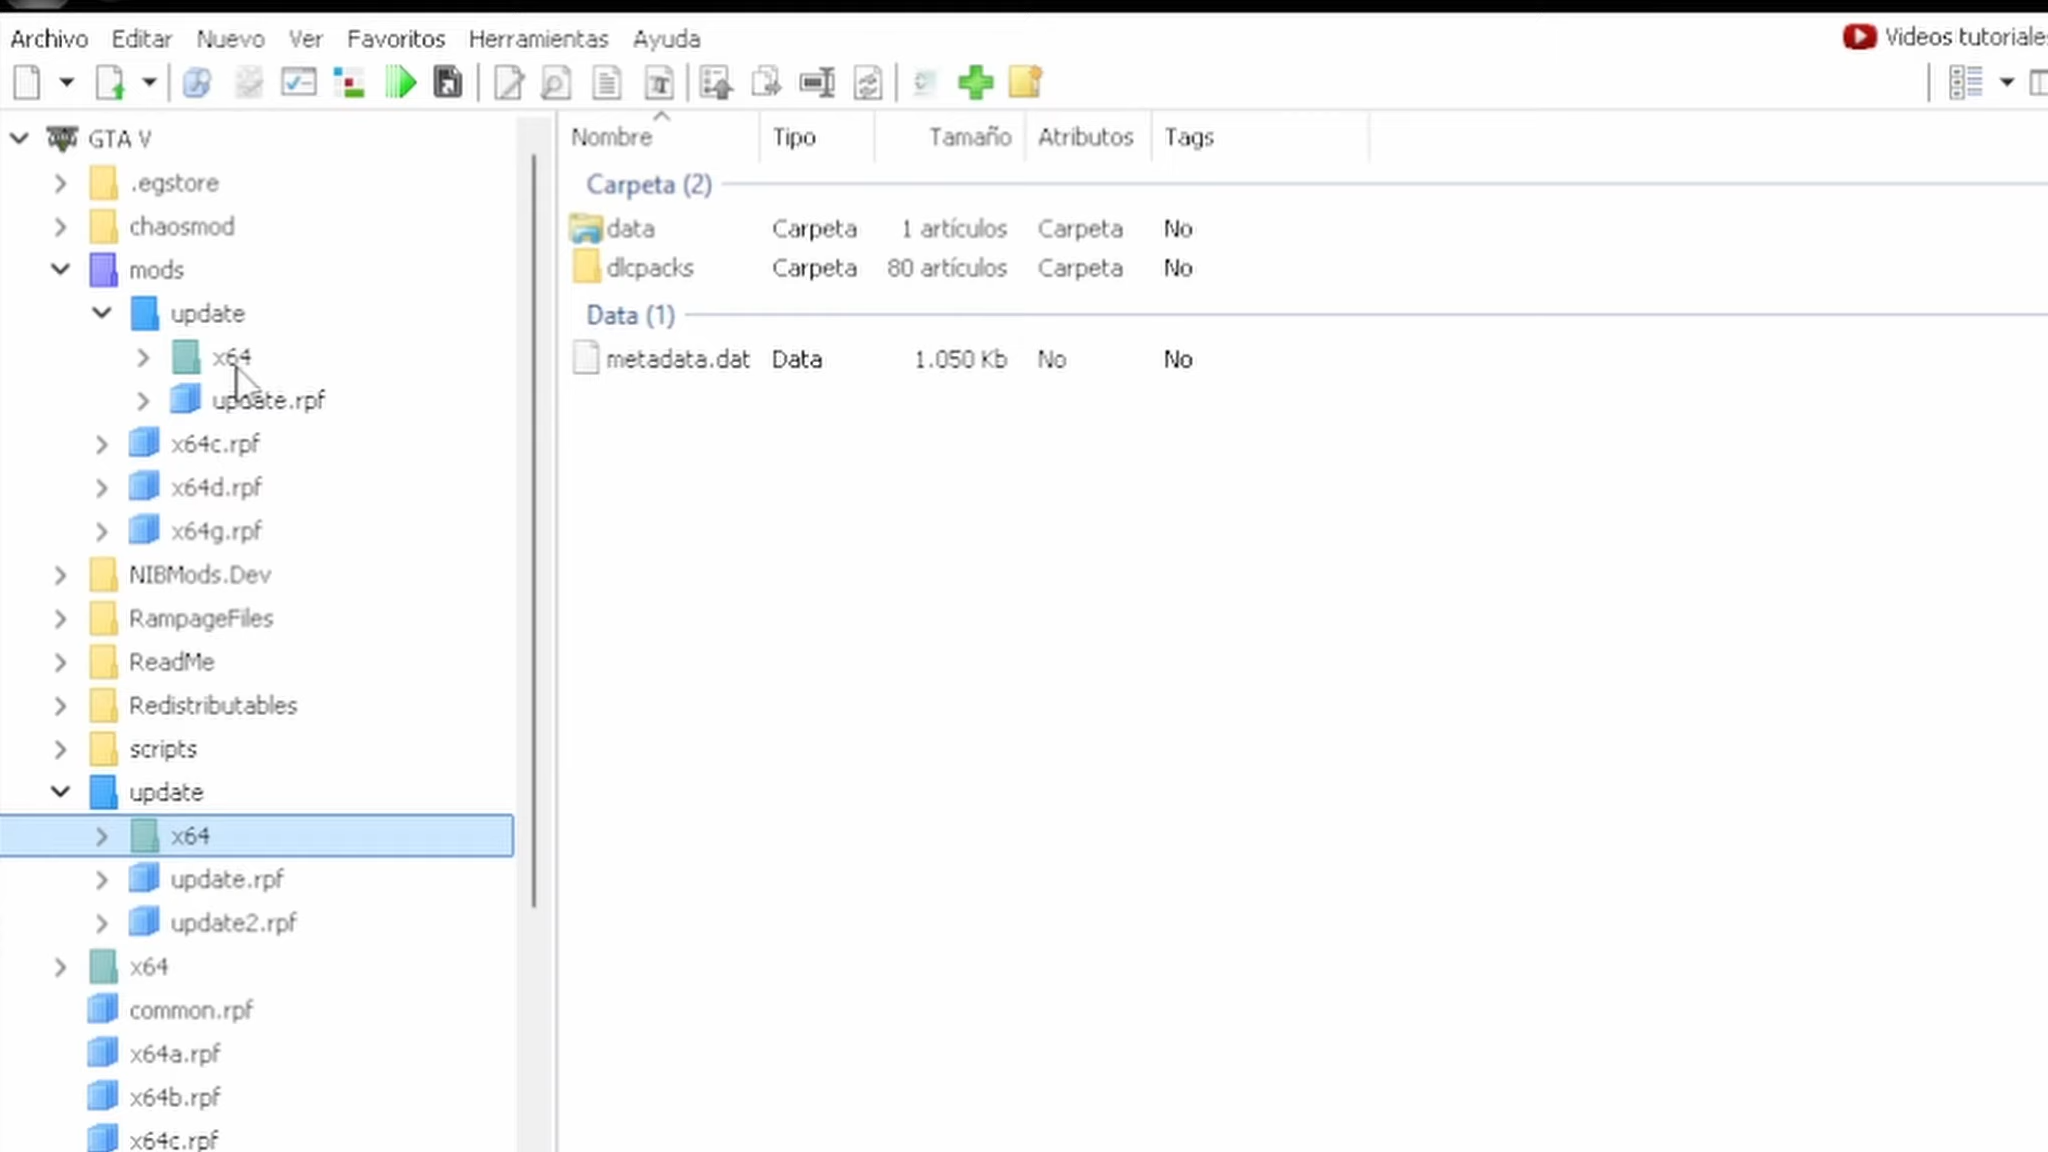 Archivo Editar Nuevo Ver Favoritos Herramientas Ayuda
Videos tutoriales
GTA V
.egstore
chaosmod
mods
update
x64
update.rpf
x64c.rpf
x64d.rpf
x64g.rpf
NIBMods.Dev
RampageFiles
ReadMe
Redistributables
scripts
update
x64
update.rpf
update2.rpf
x64
common.rpf
x64a.rpf
x64b.rpf
x64c.rpf
Nombre Tipo Tamaño Atributos Tags
Carpeta (2)
data Carpeta 1 artículos Carpeta No
dlcpacks Carpeta 80 artículos Carpeta No
Data (1)
metadata.dat Data 1.050 Kb No No